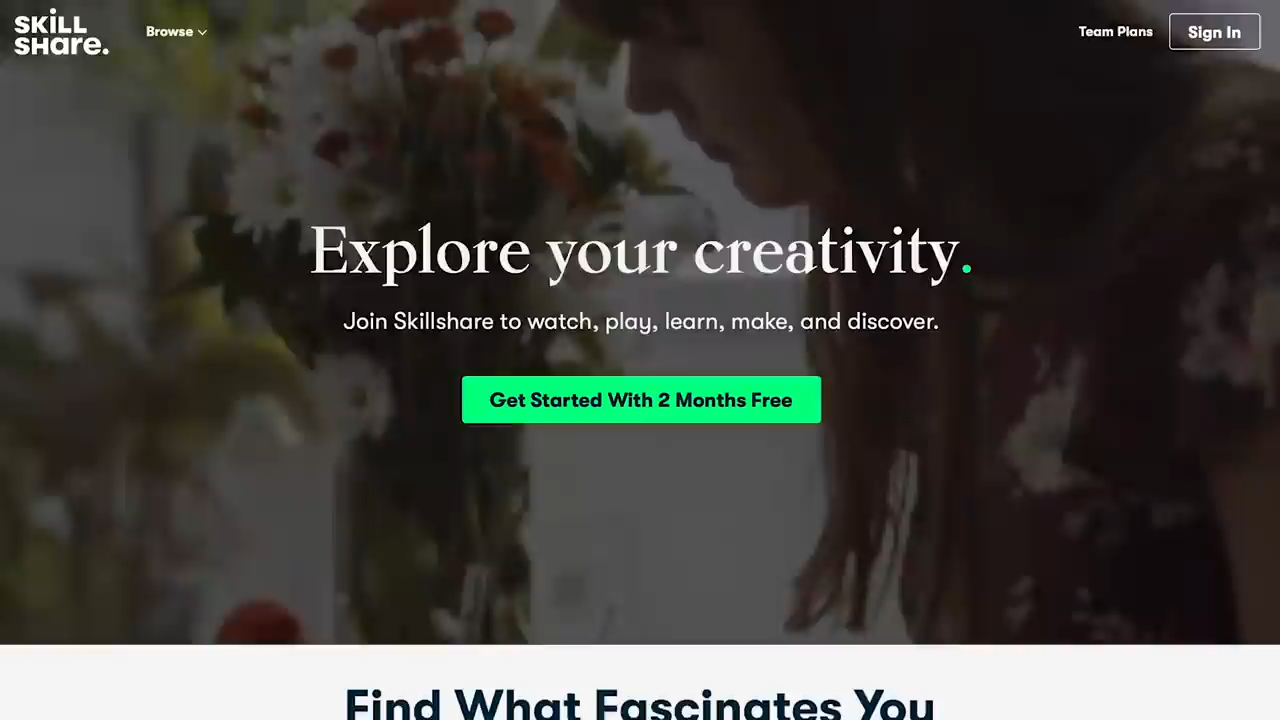 SKiLL
SHare.
Browse
Team Plans
Sign In
Explore your creativity.
Join Skillshare to watch, play, learn, make, and discover.
Get Started With 2 Months Free
Find What Fascinates You